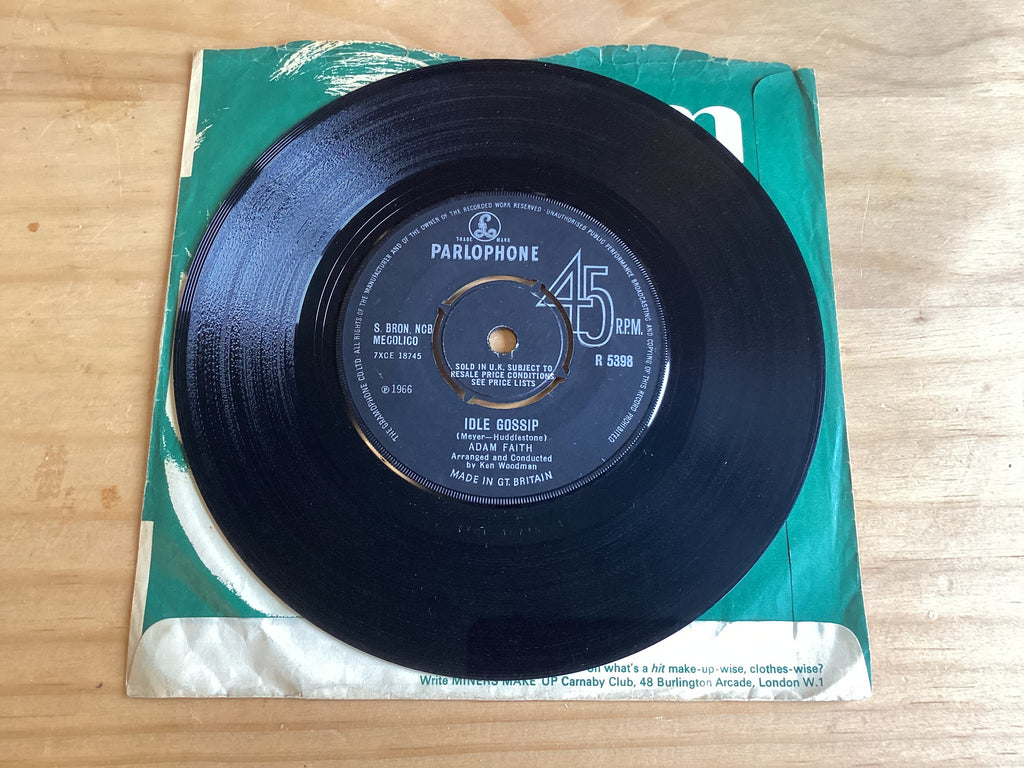 THE GRAMOPHONE CO. LTD. ALL RIGHTS OF THE MANUFACTURER AND OF THE OWNER OF THE RECORDED WORK RESERVED · UNAUTHORISED PUBLIC PERFORMANCE BROADCASTING AND COPYING OF THIS RECORD PROHIBITED
TRADE MARK
PARLOPHONE
45
R.P.M.
S. BRON, NCB
MECOLICO
7XCE 18745
R 5398
SOLD IN U.K. SUBJECT TO
RESALE PRICE CONDITIONS,
SEE PRICE LISTS
℗ 1966
IDLE GOSSIP
(Meyer—Huddlestone)
ADAM FAITH
Arranged and Conducted
by Ken Woodman
MADE IN GT. BRITAIN
what's a hit make-up-wise, clothes-wise?
Write MINERS MAKE UP Carnaby Club, 48 Burlington Arcade, London W.1